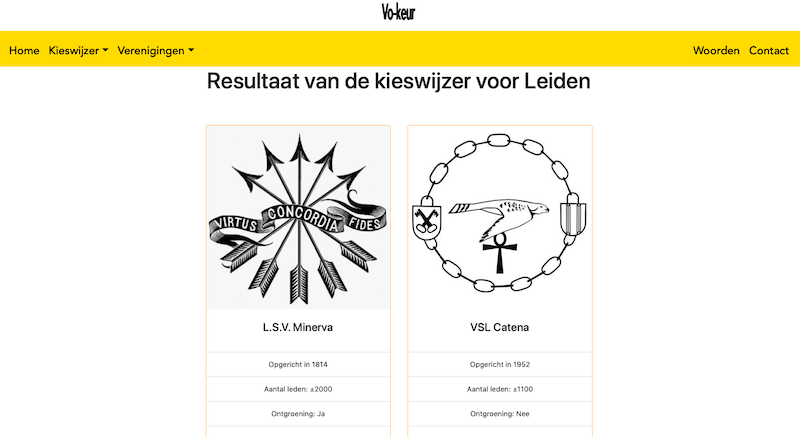 Vo-keur
Home Kieswijzer Verenigingen Woorden Contact
Resultaat van de kieswijzer voor Leiden
VIRTUS CONCORDIA FIDES
L.S.V. Minerva
Opgericht in 1814
Aantal leden: ±2000
Ontgroening: Ja
VSL Catena
Opgericht in 1952
Aantal leden: ±1100
Ontgroening: Nee